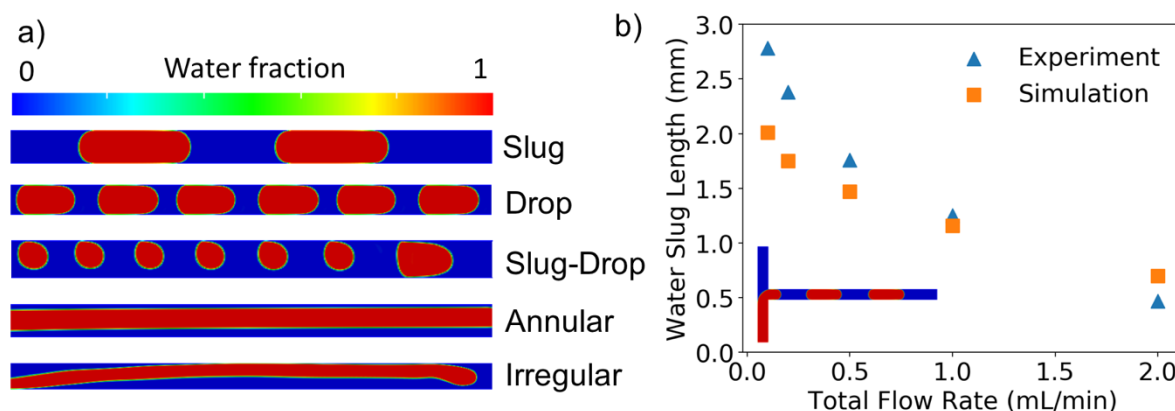 a)
0 Water fraction 1
Slug
Drop
Slug-Drop
Annular
Irregular
b)
Water Slug Length (mm)
3.0
2.5
2.0
1.5
1.0
0.5
0.0
Experiment
Simulation
0.0 0.5 1.0 1.5 2.0
Total Flow Rate (mL/min)